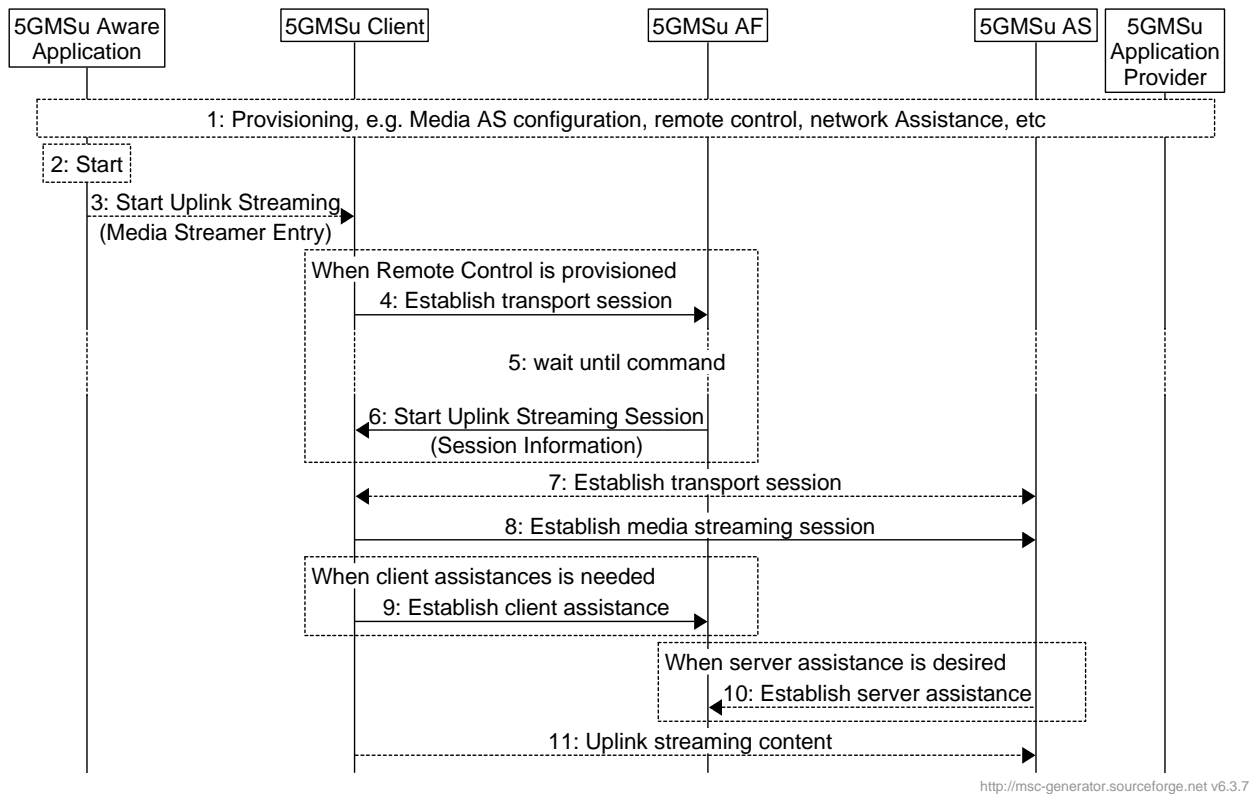 5GMSu Aware
Application
5GMSu Client
5GMSu AF
5GMSu AS
5GMSu
Application
Provider
1: Provisioning, e.g. Media AS configuration, remote control, network Assistance, etc
2: Start
3: Start Uplink Streaming
(Media Streamer Entry)
When Remote Control is provisioned
4: Establish transport session
5: wait until command
6: Start Uplink Streaming Session
(Session Information)
7: Establish transport session
8: Establish media streaming session
When client assistances is needed
9: Establish client assistance
When server assistance is desired
10: Establish server assistance
11: Uplink streaming content
http://msc-generator.sourceforge.net v6.3.7